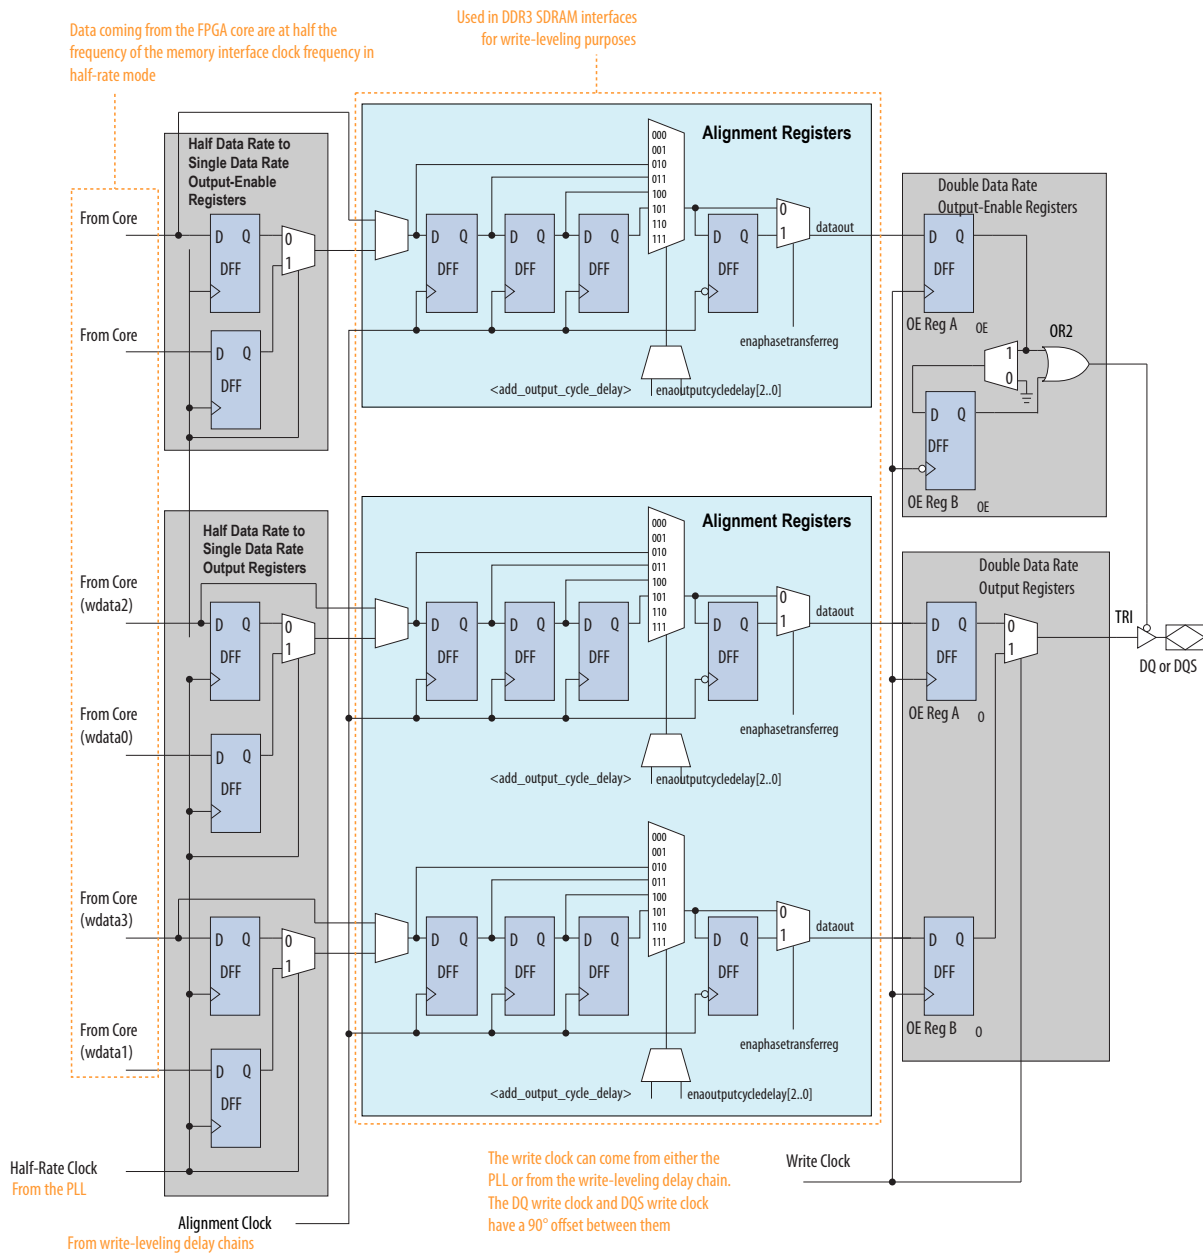 Used in DDR3 SDRAM interfaces
for write-leveling purposes
Data coming from the FPGA core are at half the
frequency of the memory interface clock frequency in
half-rate mode
Half Data Rate to
Single Data Rate
Output-Enable
Registers
From Core
D Q
DFF
0
1
From Core
D Q
DFF
Alignment Registers
000
001
010
011
100
101
110
111
D Q
DFF
D Q
DFF
D Q
DFF
D Q
DFF
0
1
dataout
enaphasetransferreg
<add_output_cycle_delay>
enaoutputcycledelay[2..0]
Double Data Rate
Output-Enable Registers
D Q
DFF
OE Reg A OE
OR2
1
0
D Q
DFF
OE Reg B OE
Half Data Rate to
Single Data Rate
Output Registers
From Core
(wdata2)
D Q
DFF
0
1
From Core
(wdata0)
D Q
DFF
Alignment Registers
000
001
010
011
100
101
110
111
D Q
DFF
D Q
DFF
D Q
DFF
D Q
DFF
0
1
dataout
enaphasetransferreg
<add_output_cycle_delay>
enaoutputcycledelay[2..0]
Double Data Rate
Output Registers
D Q
DFF
OE Reg A O
0
1
TRI
DQ or DQS
From Core
(wdata3)
D Q
DFF
0
1
From Core
(wdata1)
D Q
DFF
000
001
010
011
100
101
110
111
D Q
DFF
D Q
DFF
D Q
DFF
D Q
DFF
0
1
dataout
enaphasetransferreg
<add_output_cycle_delay>
enaoutputcycledelay[2..0]
D Q
DFF
OE Reg B O
Half-Rate Clock
From the PLL
Alignment Clock
From write-leveling delay chains
The write clock can come from either the
PLL or from the write-leveling delay chain.
The DQ write clock and DQS write clock
have a 90° offset between them
Write Clock